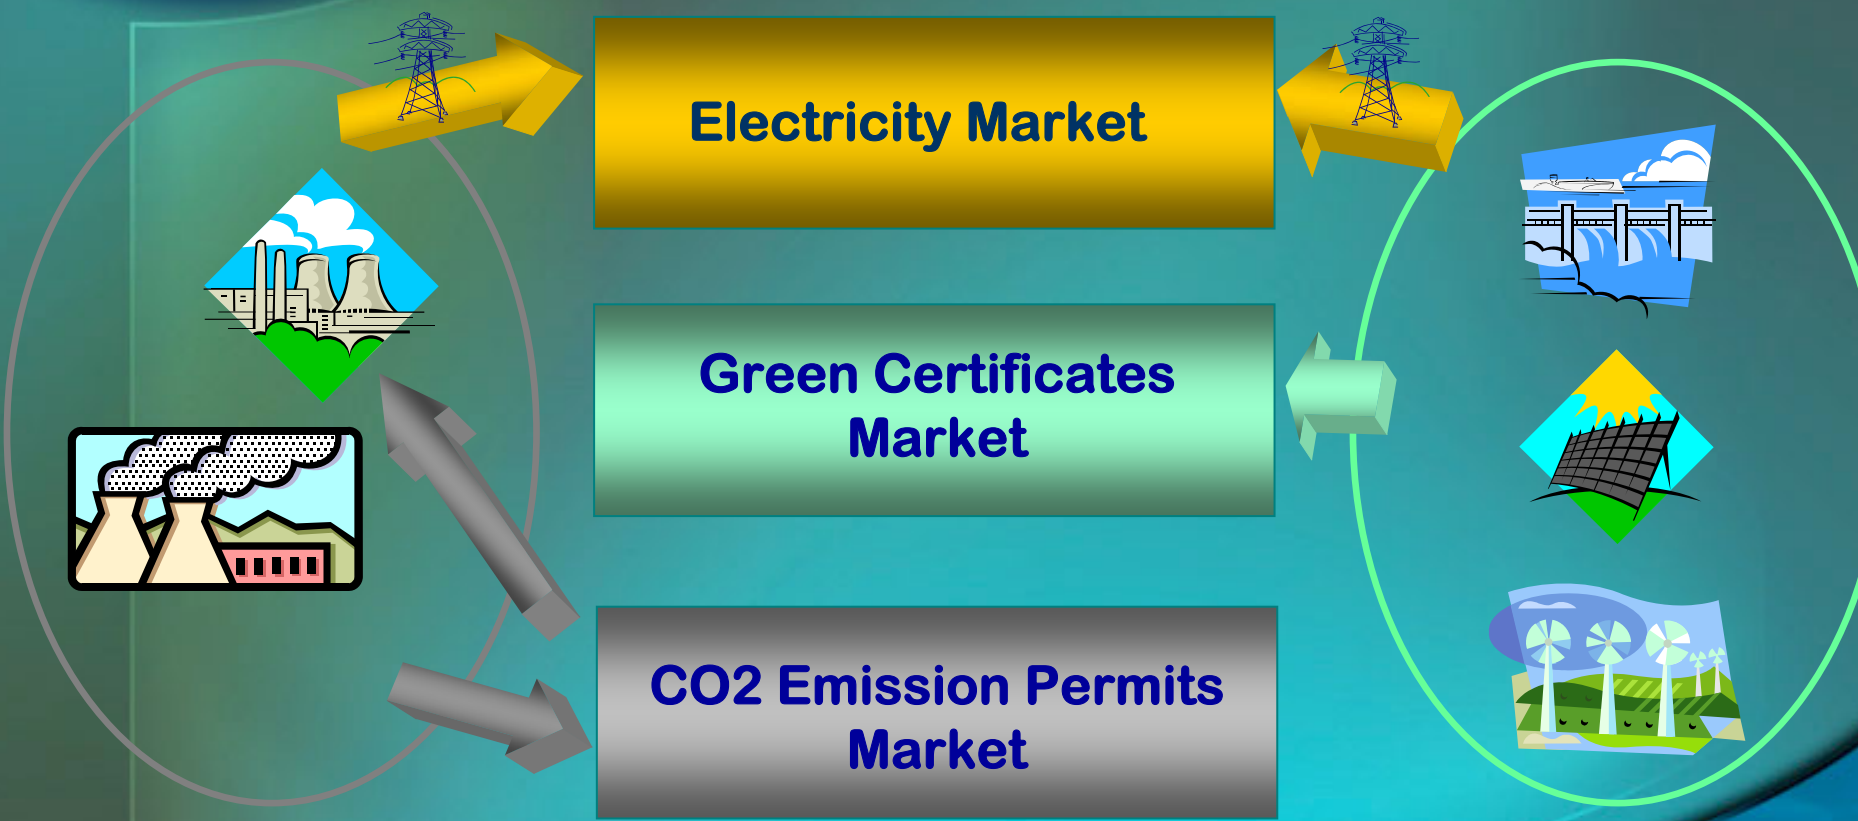 Electricity Market
Green Certificates
Market
CO2 Emission Permits
Market